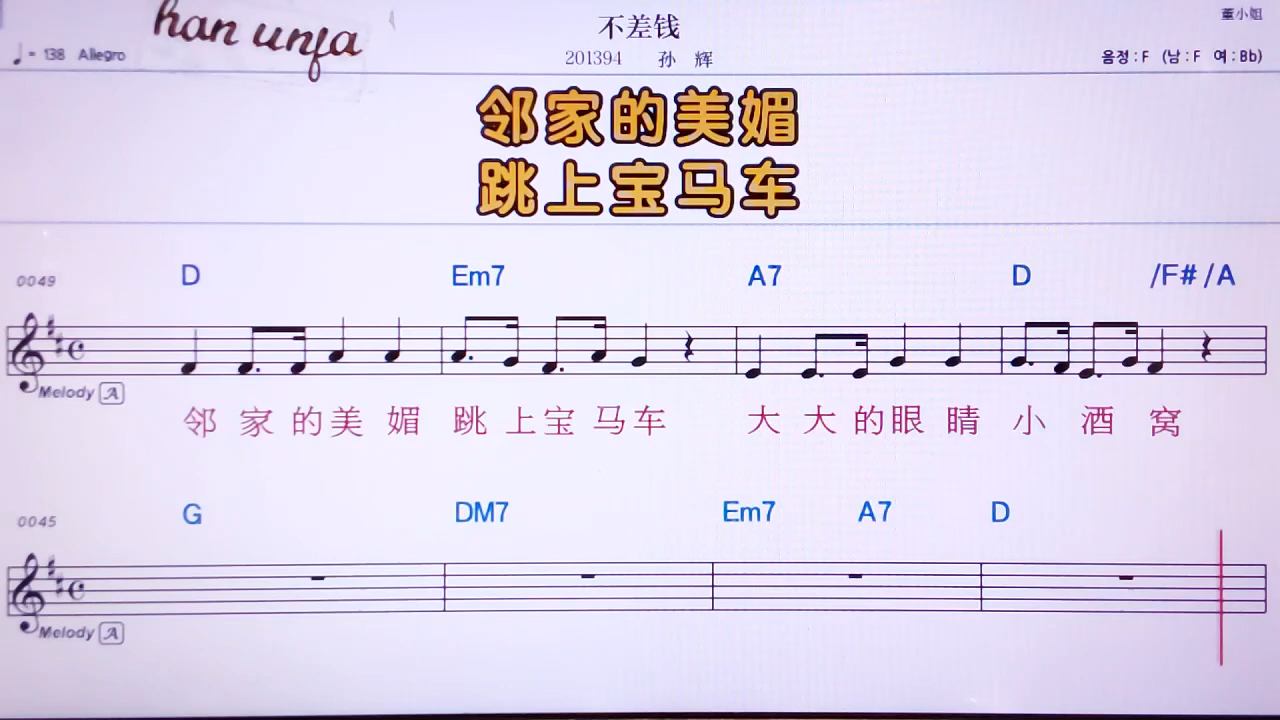 han unfa
不差钱
董小姐
♩= 138 Allegro
201394 孙 辉
음정 : F (남 : F 여 : Bb)
邻家的美媚
跳上宝马车
0049
D Em7 A7 D /F# /A
Melody A
邻 家 的 美 媚 跳 上 宝 马 车 大 大 的 眼 睛 小 酒 窝
0045
G DM7 Em7 A7 D
Melody A